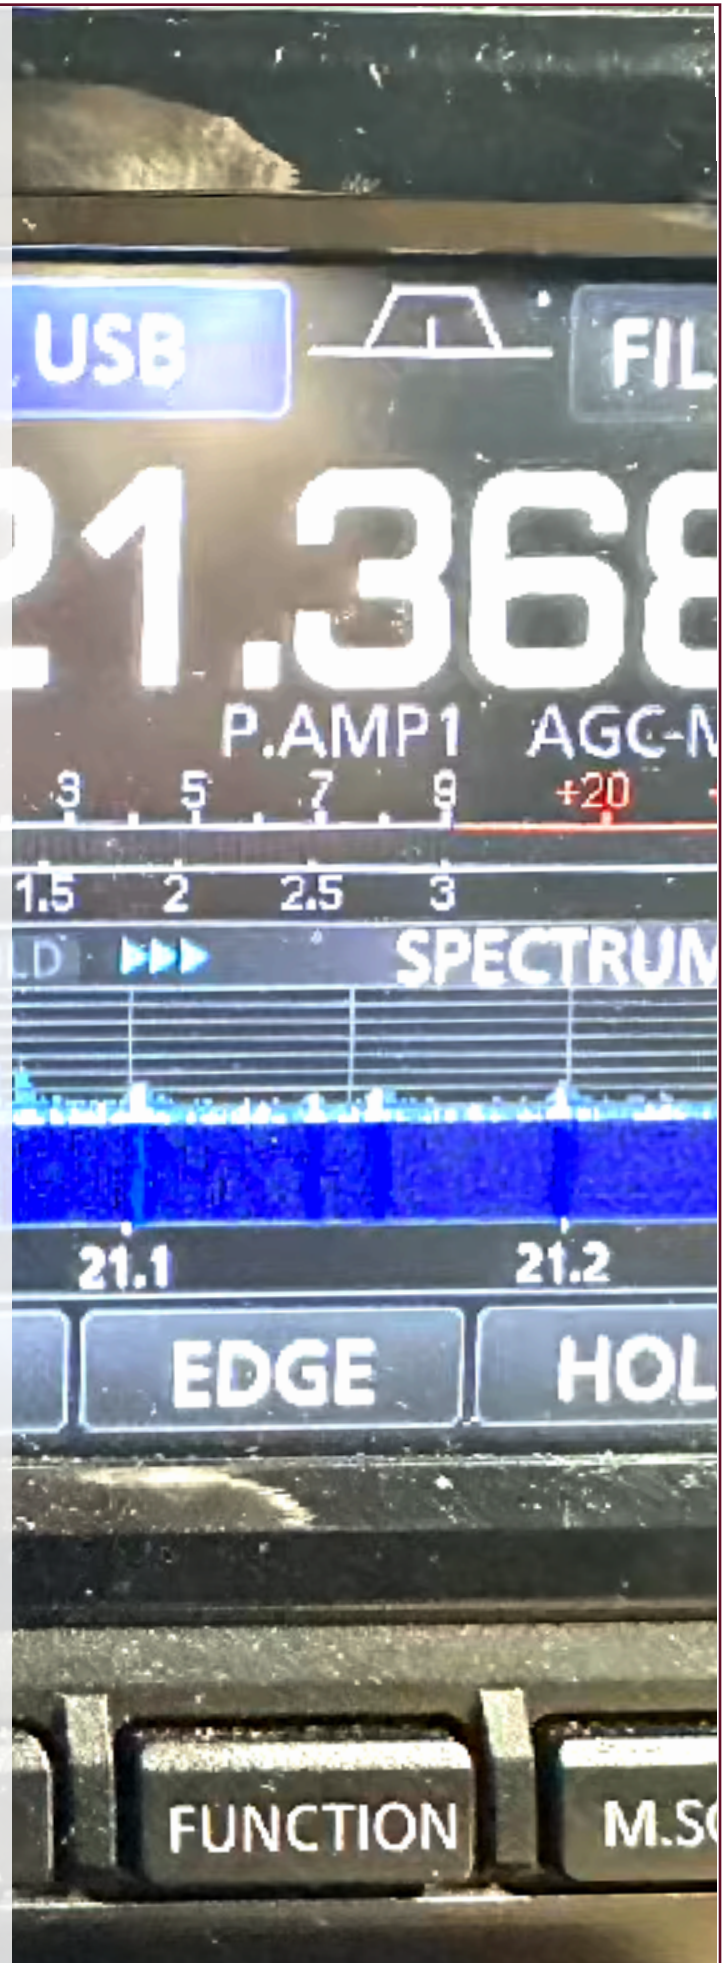 USB FIL
21.368
P.AMP1 AGC-M
3 5 7 9 +20
1.5 2 2.5 3
LD SPECTRUM
21.1 21.2
EDGE HOL
FUNCTION M.SC